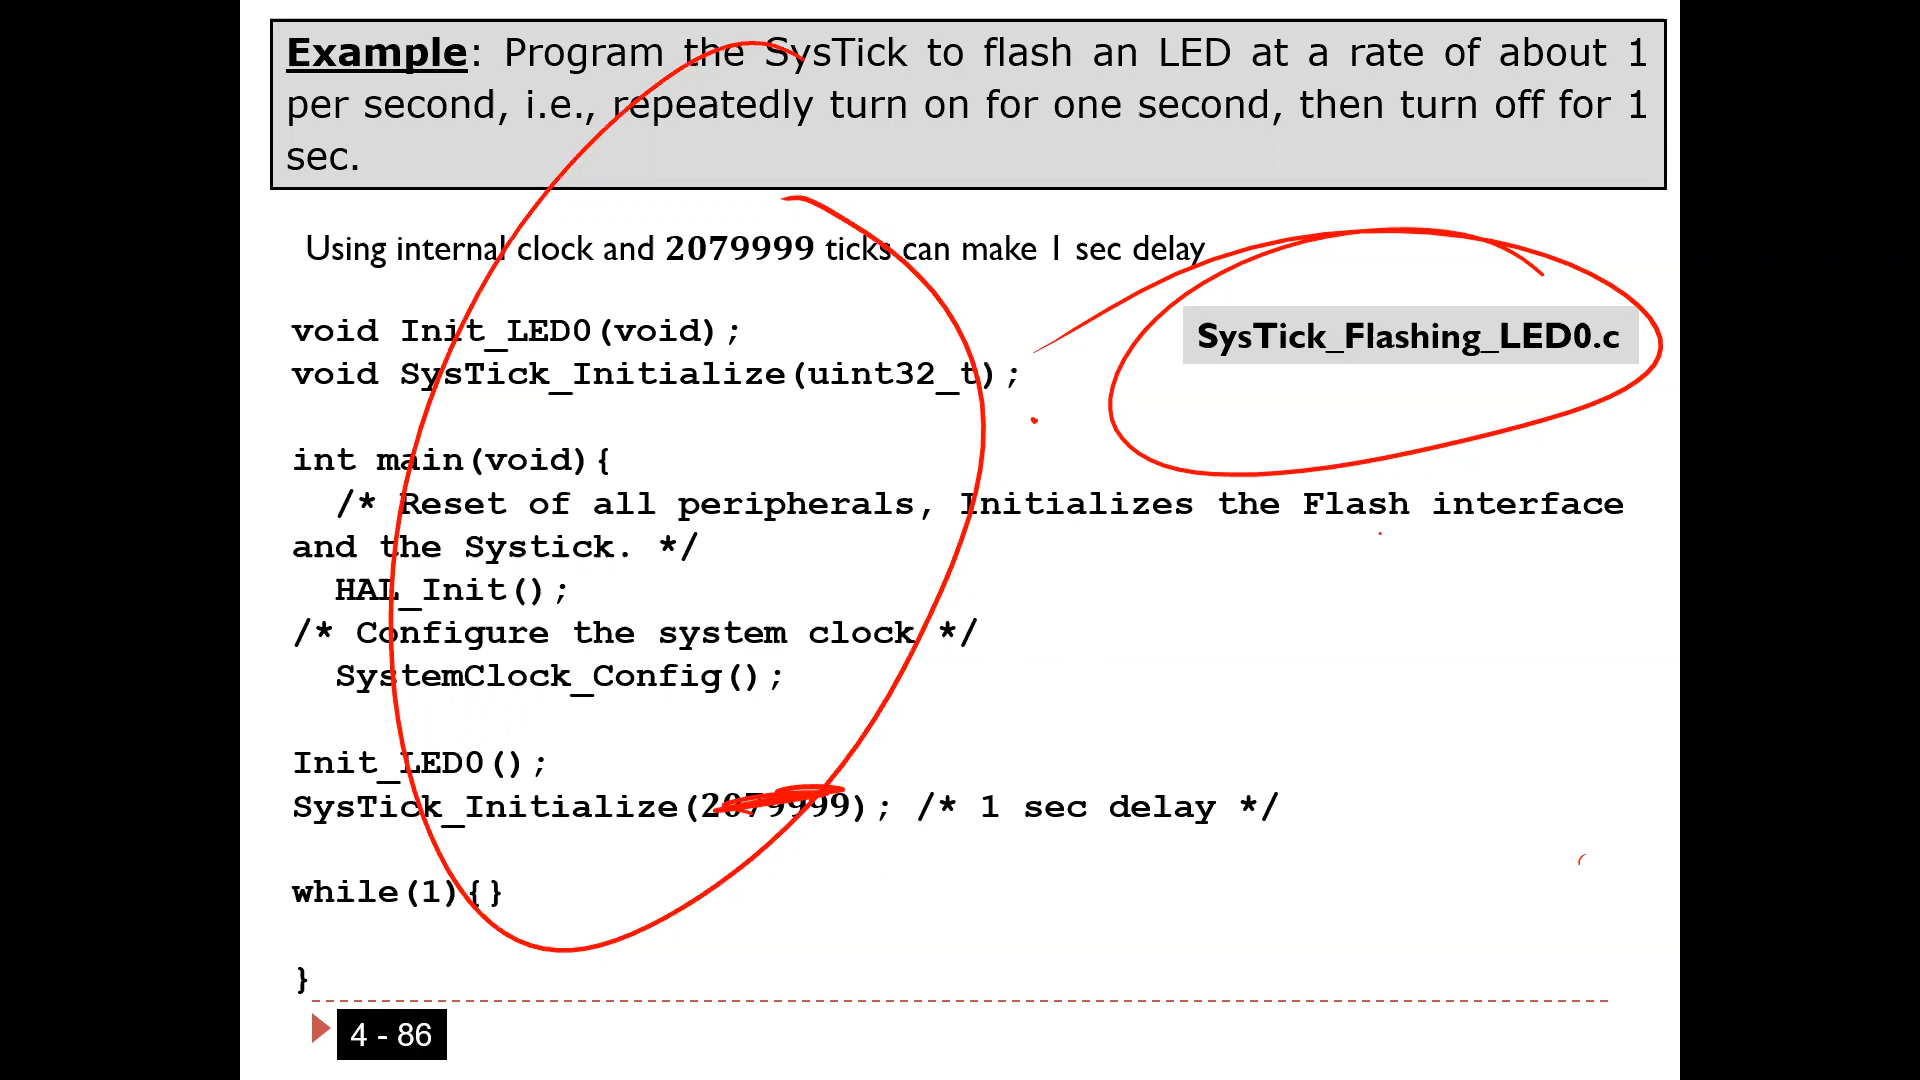 Example: Program the SysTick to flash an LED at a rate of about 1
per second, i.e., repeatedly turn on for one second, then turn off for 1
sec.
Using internal clock and 2079999 ticks can make 1 sec delay
SysTick_Flashing_LED0.c
void Init_LED0(void);
void SysTick_Initialize(uint32_t);
int main(void){
/* Reset of all peripherals, Initializes the Flash interface
and the Systick. */
HAL_Init();
/* Configure the system clock */
SystemClock_Config();
Init_LED0();
SysTick_Initialize(2079999); /* 1 sec delay */
while(1){}
}
4 - 86